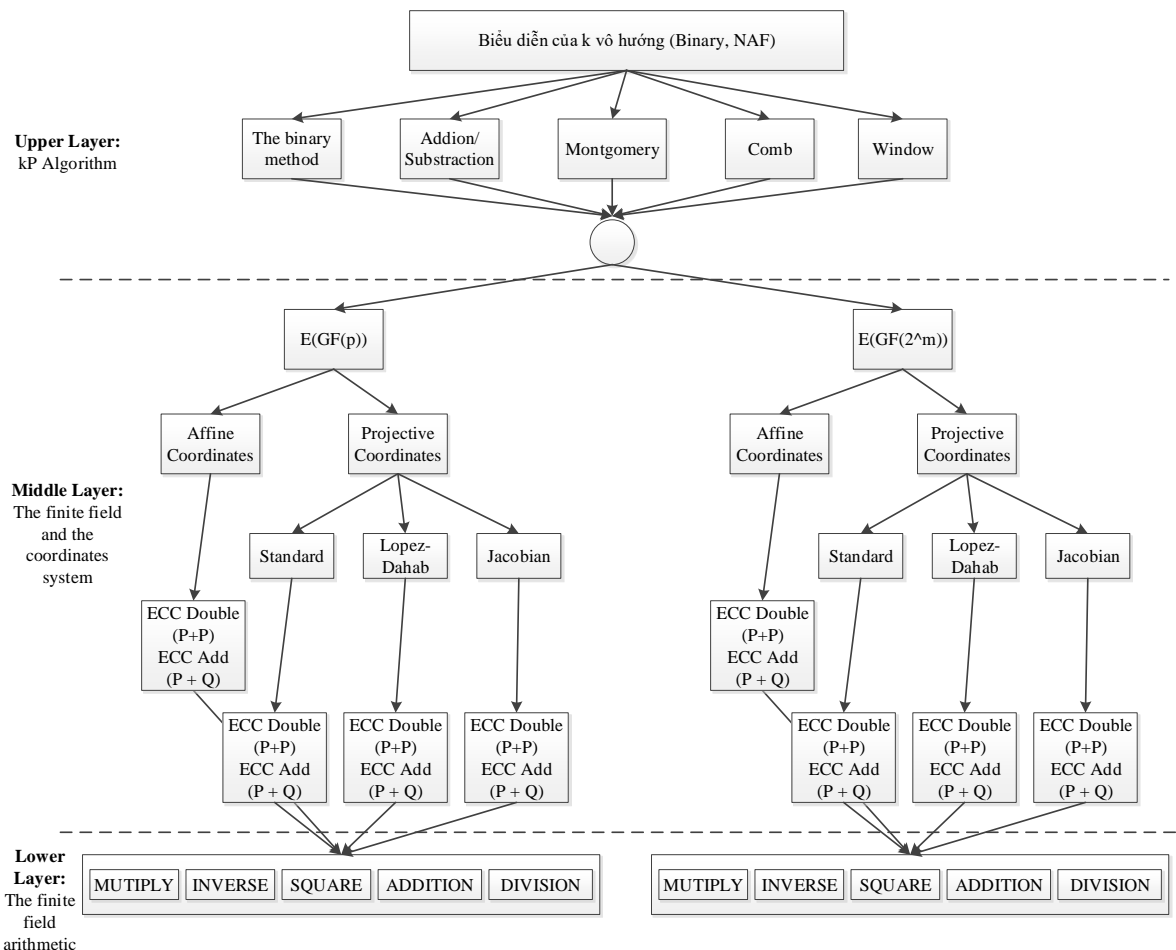 Biểu diễn của k vô hướng (Binary, NAF)
Upper Layer:
kP Algorithm
The binary
method
Addion/
Substraction
Montgomery
Comb
Window
E(GF(p))
E(GF(2^m))
Affine
Coordinates
Projective
Coordinates
Affine
Coordinates
Projective
Coordinates
Middle Layer:
The finite field
and the
coordinates
system
Standard
Lopez-
Dahab
Jacobian
Standard
Lopez-
Dahab
Jacobian
ECC Double
(P+P)
ECC Add
(P + Q)
ECC Double
(P+P)
ECC Add
(P + Q)
ECC Double
(P+P)
ECC Add
(P + Q)
ECC Double
(P+P)
ECC Add
(P + Q)
ECC Double
(P+P)
ECC Add
(P + Q)
ECC Double
(P+P)
ECC Add
(P + Q)
ECC Double
(P+P)
ECC Add
(P + Q)
ECC Double
(P+P)
ECC Add
(P + Q)
Lower
Layer:
The finite
field
arithmetic
MUTIPLY
INVERSE
SQUARE
ADDITION
DIVISION
MUTIPLY
INVERSE
SQUARE
ADDITION
DIVISION